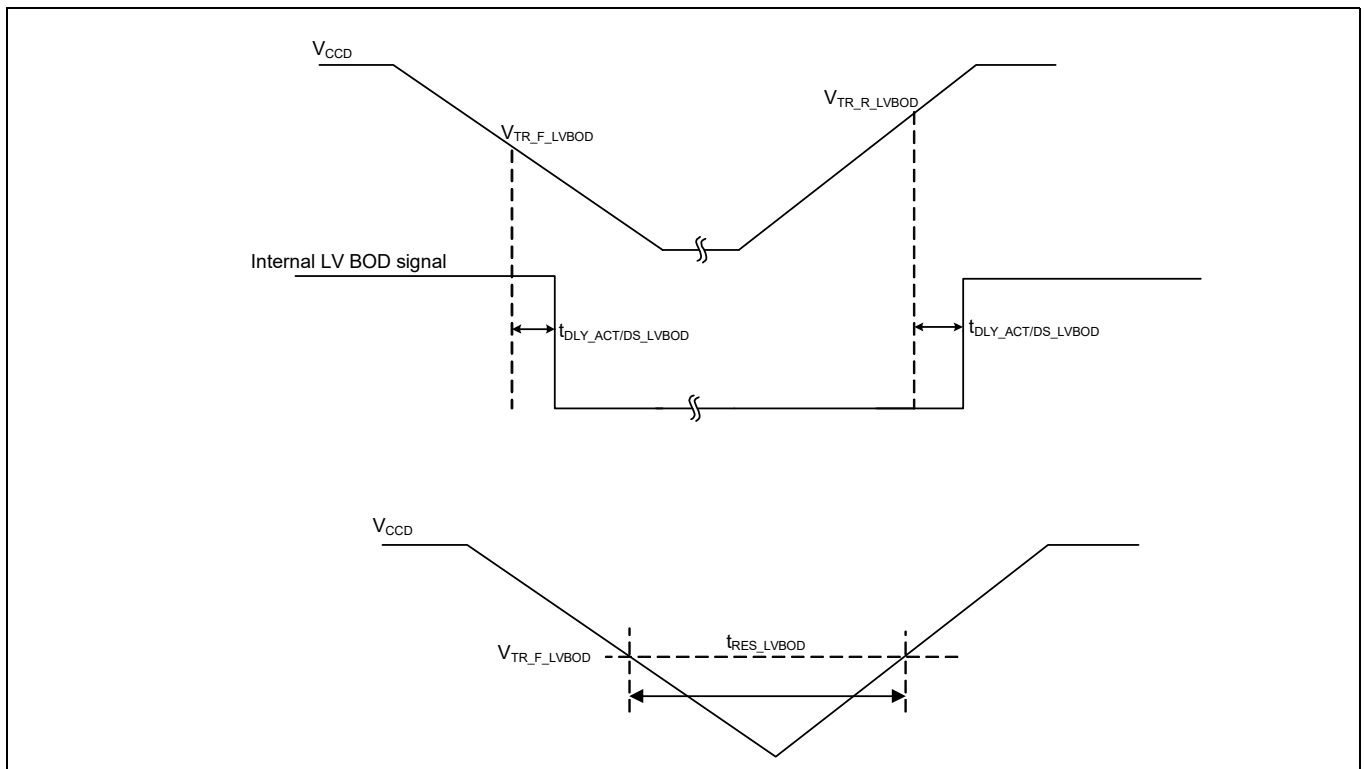 VCCD
VTR_R_LVBOD
VTR_F_LVBOD
Internal LV BOD signal
tDLY_ACT/DS_LVBOD
tDLY_ACT/DS_LVBOD
VCCD
tRES_LVBOD
VTR_F_LVBOD